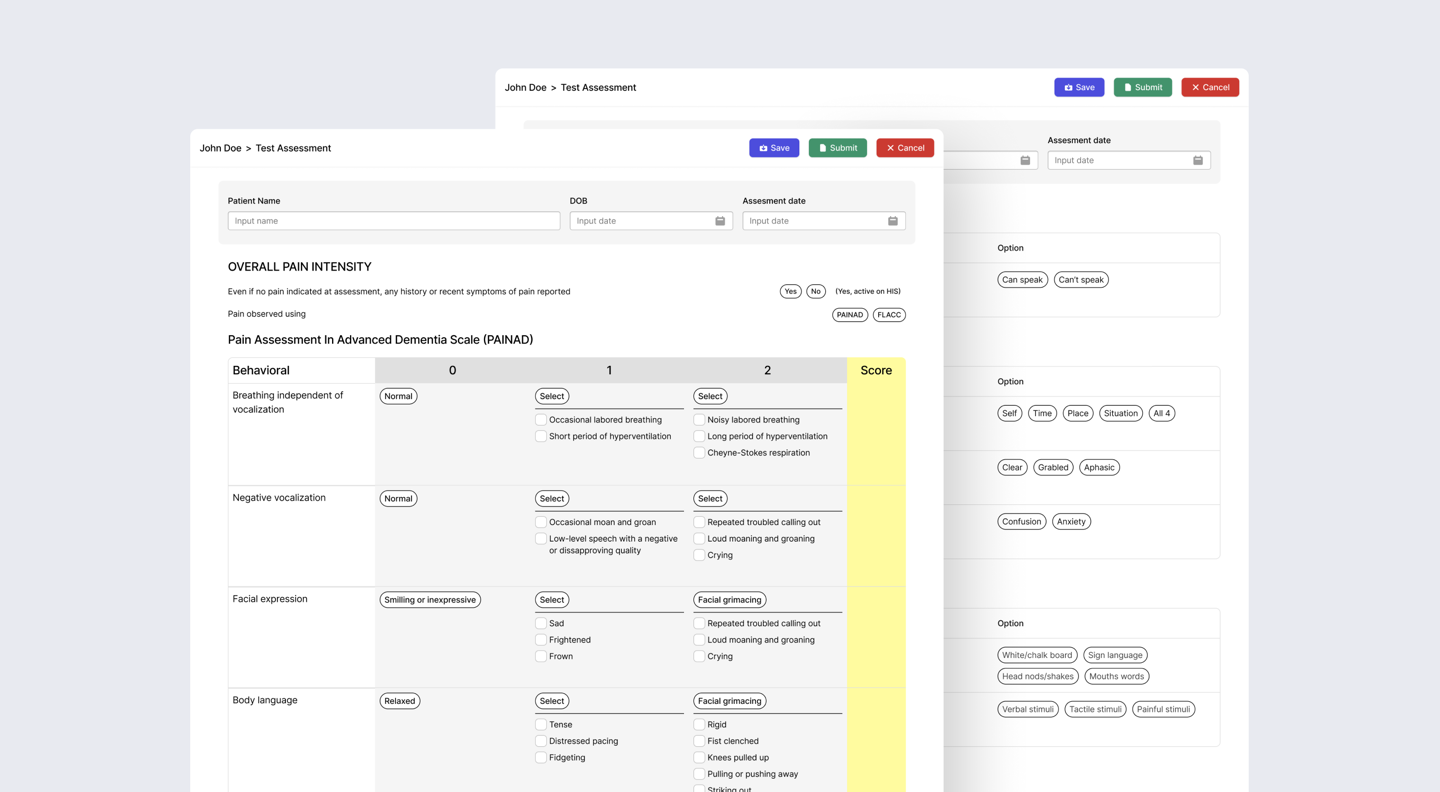 John Doe > Test Assessment
Save
Submit
Cancel
Assesment date
Input date
Option
Can speak
Can't speak
Option
Self
Time
Place
Situation
All 4
Clear
Grabled
Aphasic
Confusion
Anxiety
Option
White/chalk board
Sign language
Head nods/shakes
Mouths words
Verbal stimuli
Tactile stimuli
Painful stimuli
John Doe > Test Assessment
Save
Submit
Cancel
Patient Name
DOB
Assesment date
Input name
Input date
Input date
OVERALL PAIN INTENSITY
Even if no pain indicated at assessment, any history or recent symptoms of pain reported
Yes
No
(Yes, active on HIS)
Pain observed using
PAINAD
FLACC
Pain Assessment In Advanced Dementia Scale (PAINAD)
Behavioral
0
1
2
Score
Breathing independent of
vocalization
Normal
Select
Occasional labored breathing
Short period of hyperventilation
Select
Noisy labored breathing
Long period of hyperventilation
Cheyne-Stokes respiration
Negative vocalization
Normal
Select
Occasional moan and groan
Low-level speech with a negative
or dissapproving quality
Select
Repeated troubled calling out
Loud moaning and groaning
Crying
Facial expression
Smilling or inexpressive
Select
Sad
Frightened
Frown
Facial grimacing
Repeated troubled calling out
Loud moaning and groaning
Crying
Body language
Relaxed
Select
Tense
Distressed pacing
Fidgeting
Facial grimacing
Rigid
Fist clenched
Knees pulled up
Pulling or pushing away
Striking out